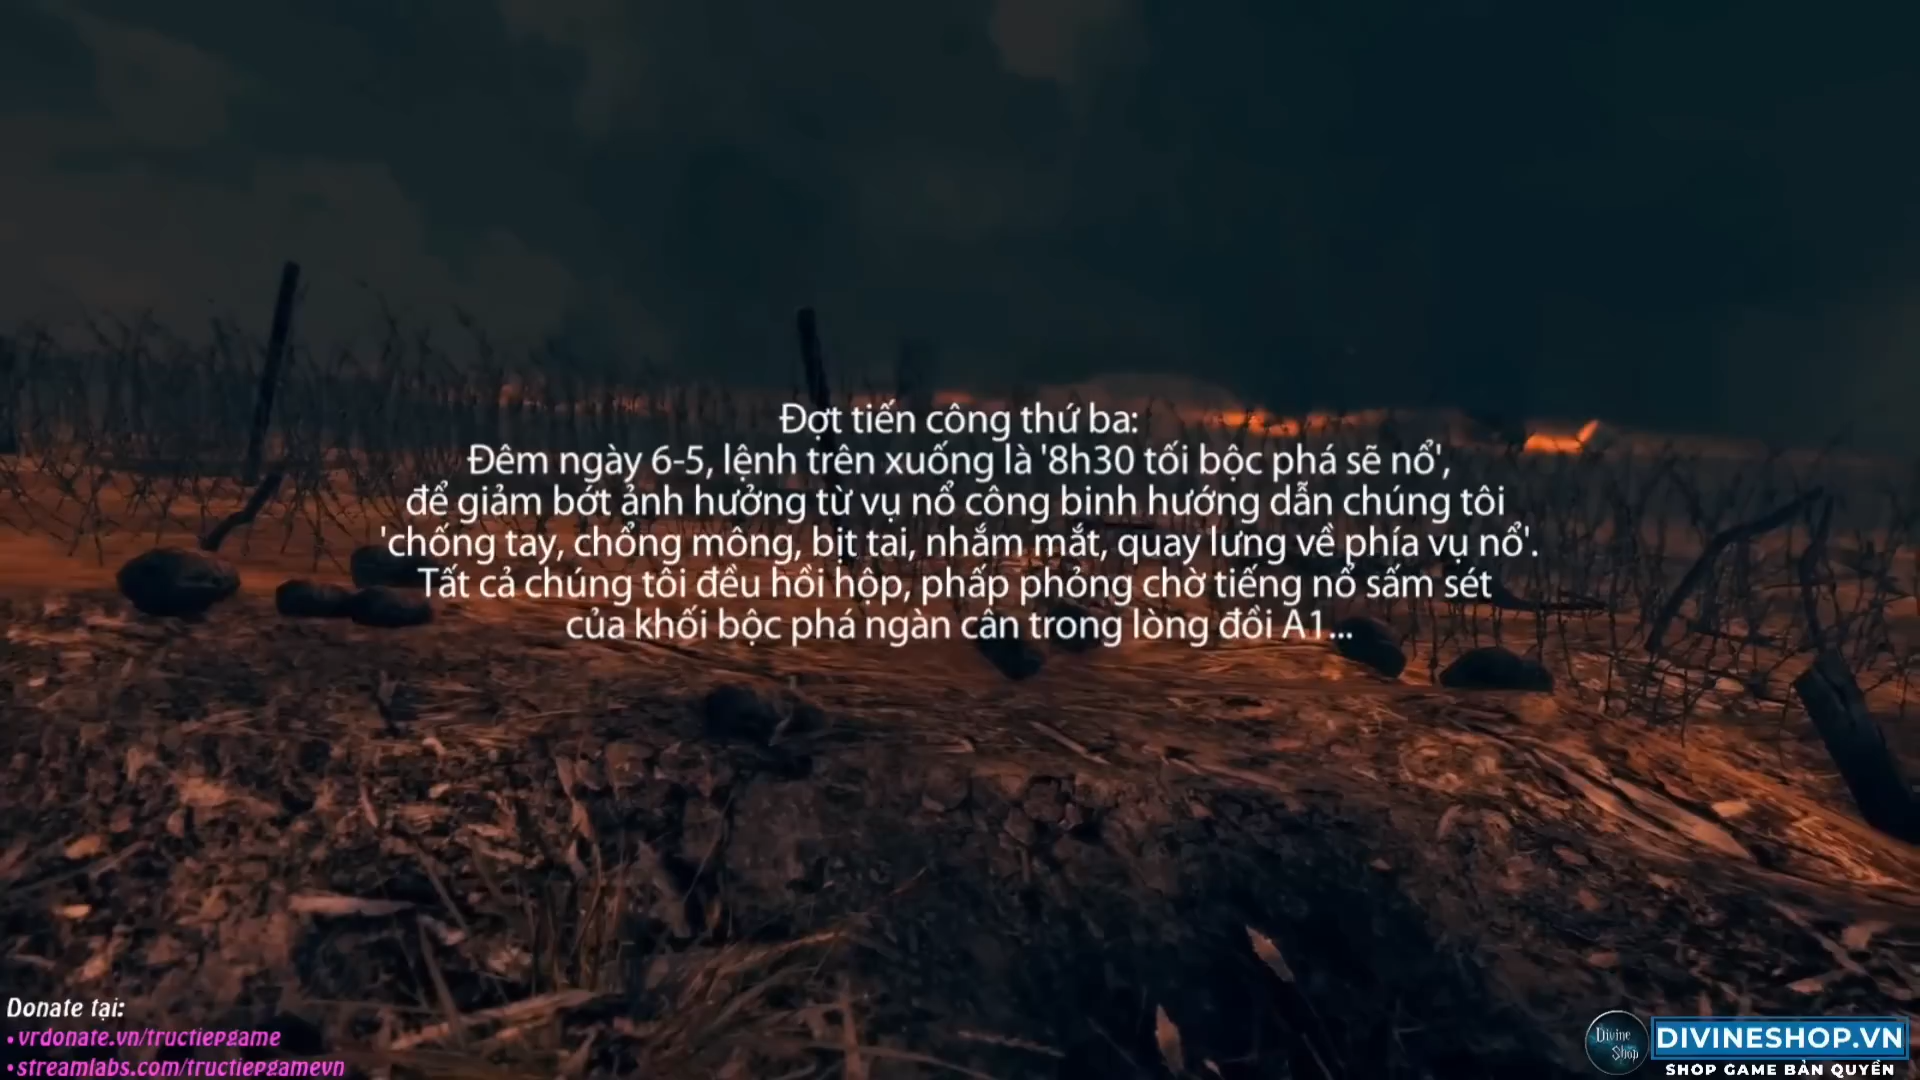 Đợt tiến công thứ ba:
Đêm ngày 6-5, lệnh trên xuống là '8h30 tối bộc phá sẽ nổ',
để giảm bớt ảnh hưởng từ vụ nổ công binh hướng dẫn chúng tôi
'chống tay, chổng mông, bịt tai, nhắm mắt, quay lưng về phía vụ nổ'.
Tất cả chúng tôi đều hồi hộp, phấp phỏng chờ tiếng nổ sấm sét
của khối bộc phá ngàn cân trong lòng đồi A1...
Donate tại:
• vrdonate.vn/tructiepgame
• streamlabs.com/tructiepgamevn
Divine Shop
DIVINESHOP.VN
SHOP GAME BẢN QUYỀN